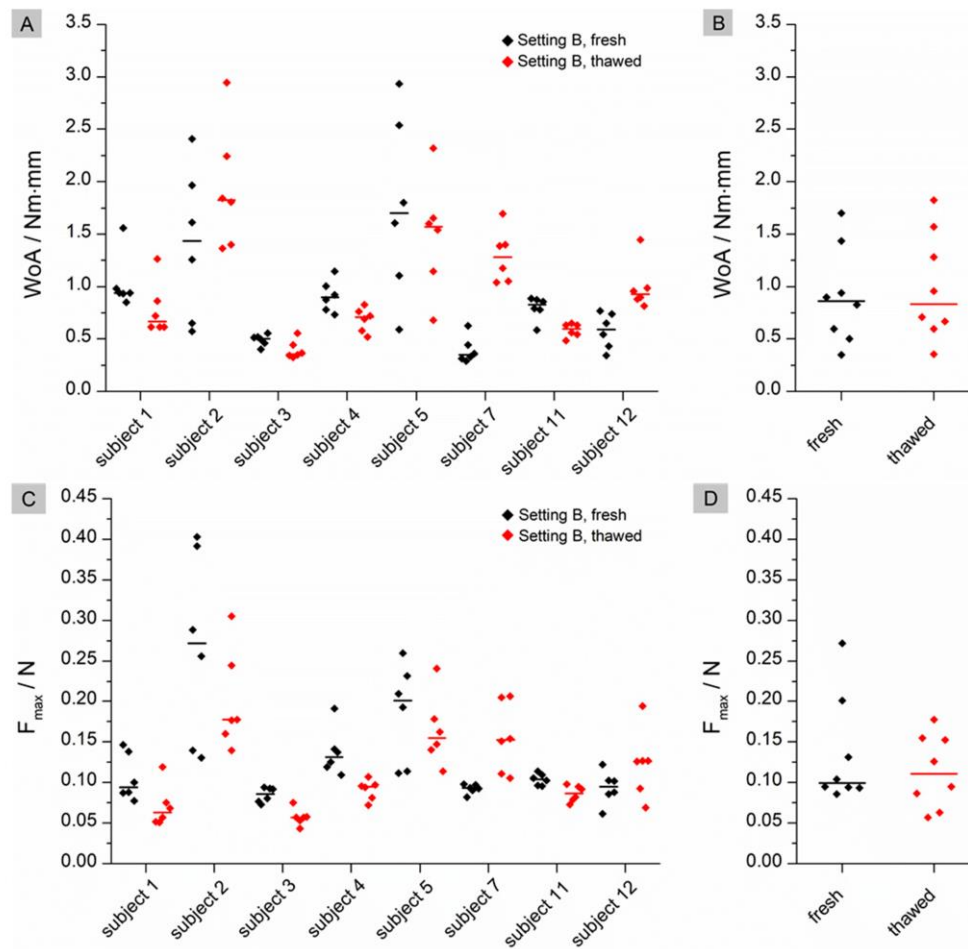 A
3.5
3.0
2.5
2.0
1.5
1.0
0.5
0.0
WoA / Nm·mm
Setting B, fresh
Setting B, thawed
subject 1
subject 2
subject 3
subject 4
subject 5
subject 7
subject 11
subject 12
B
3.5
3.0
2.5
2.0
1.5
1.0
0.5
0.0
WoA / Nm·mm
fresh
thawed
C
0.45
0.40
0.35
0.30
0.25
0.20
0.15
0.10
0.05
0.00
Fmax / N
Setting B, fresh
Setting B, thawed
subject 1
subject 2
subject 3
subject 4
subject 5
subject 7
subject 11
subject 12
D
0.45
0.40
0.35
0.30
0.25
0.20
0.15
0.10
0.05
0.00
Fmax / N
fresh
thawed